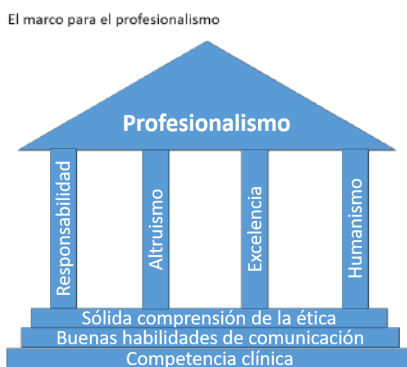 El marco para el profesionalismo
Profesionalismo
Responsabilidad
Altruismo
Excelencia
Humanismo
Sólida comprensión de la ética
Buenas habilidades de comunicación
Competencia clínica